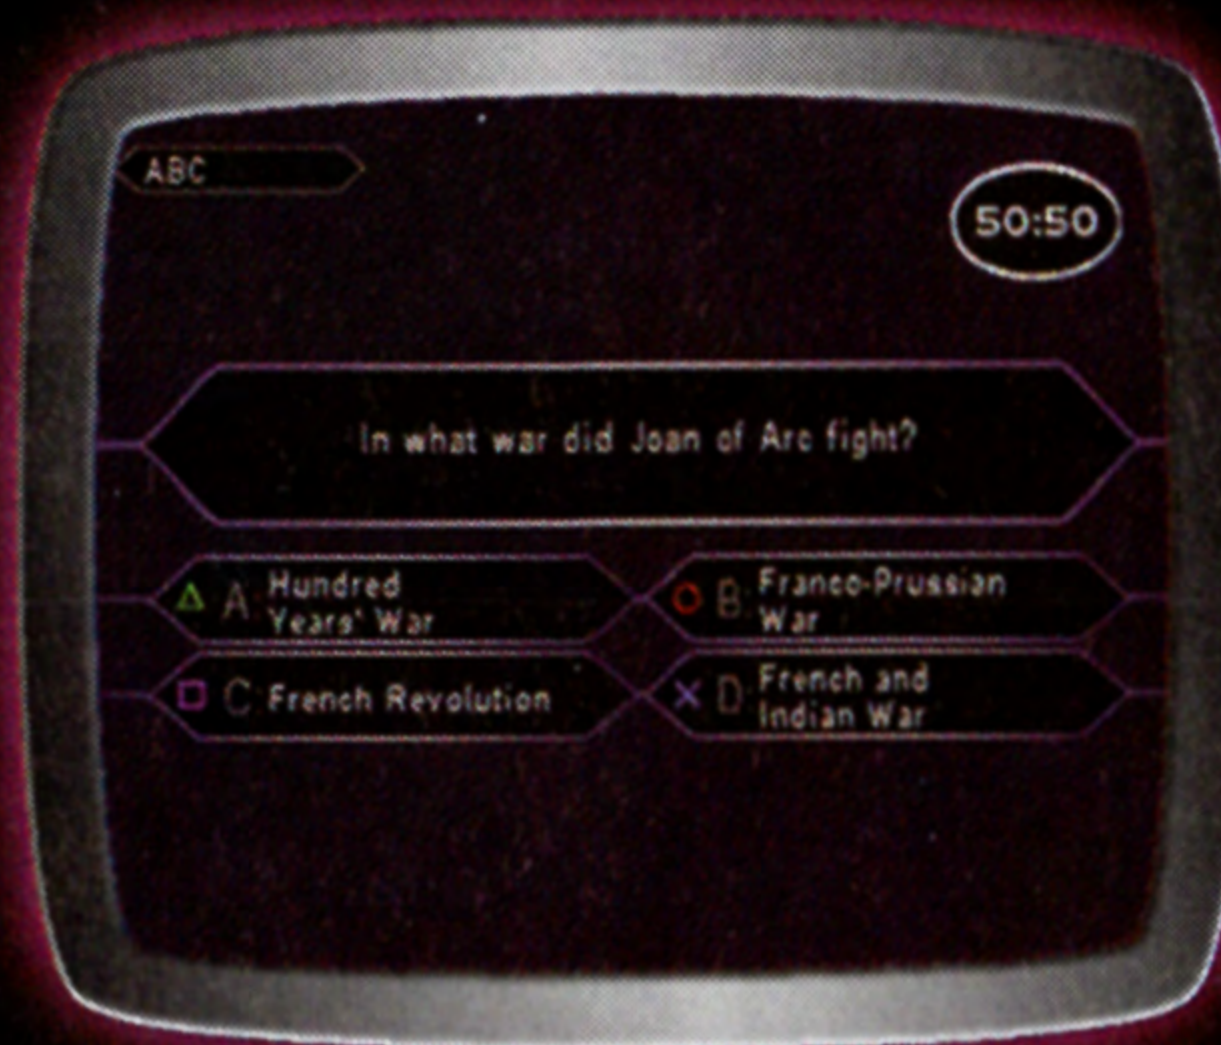 ABC
50:50
In what war did Joan of Arc fight?
A: Hundred
Years' War
B: Franco-Prussian
War
C: French Revolution
D: French and
Indian War